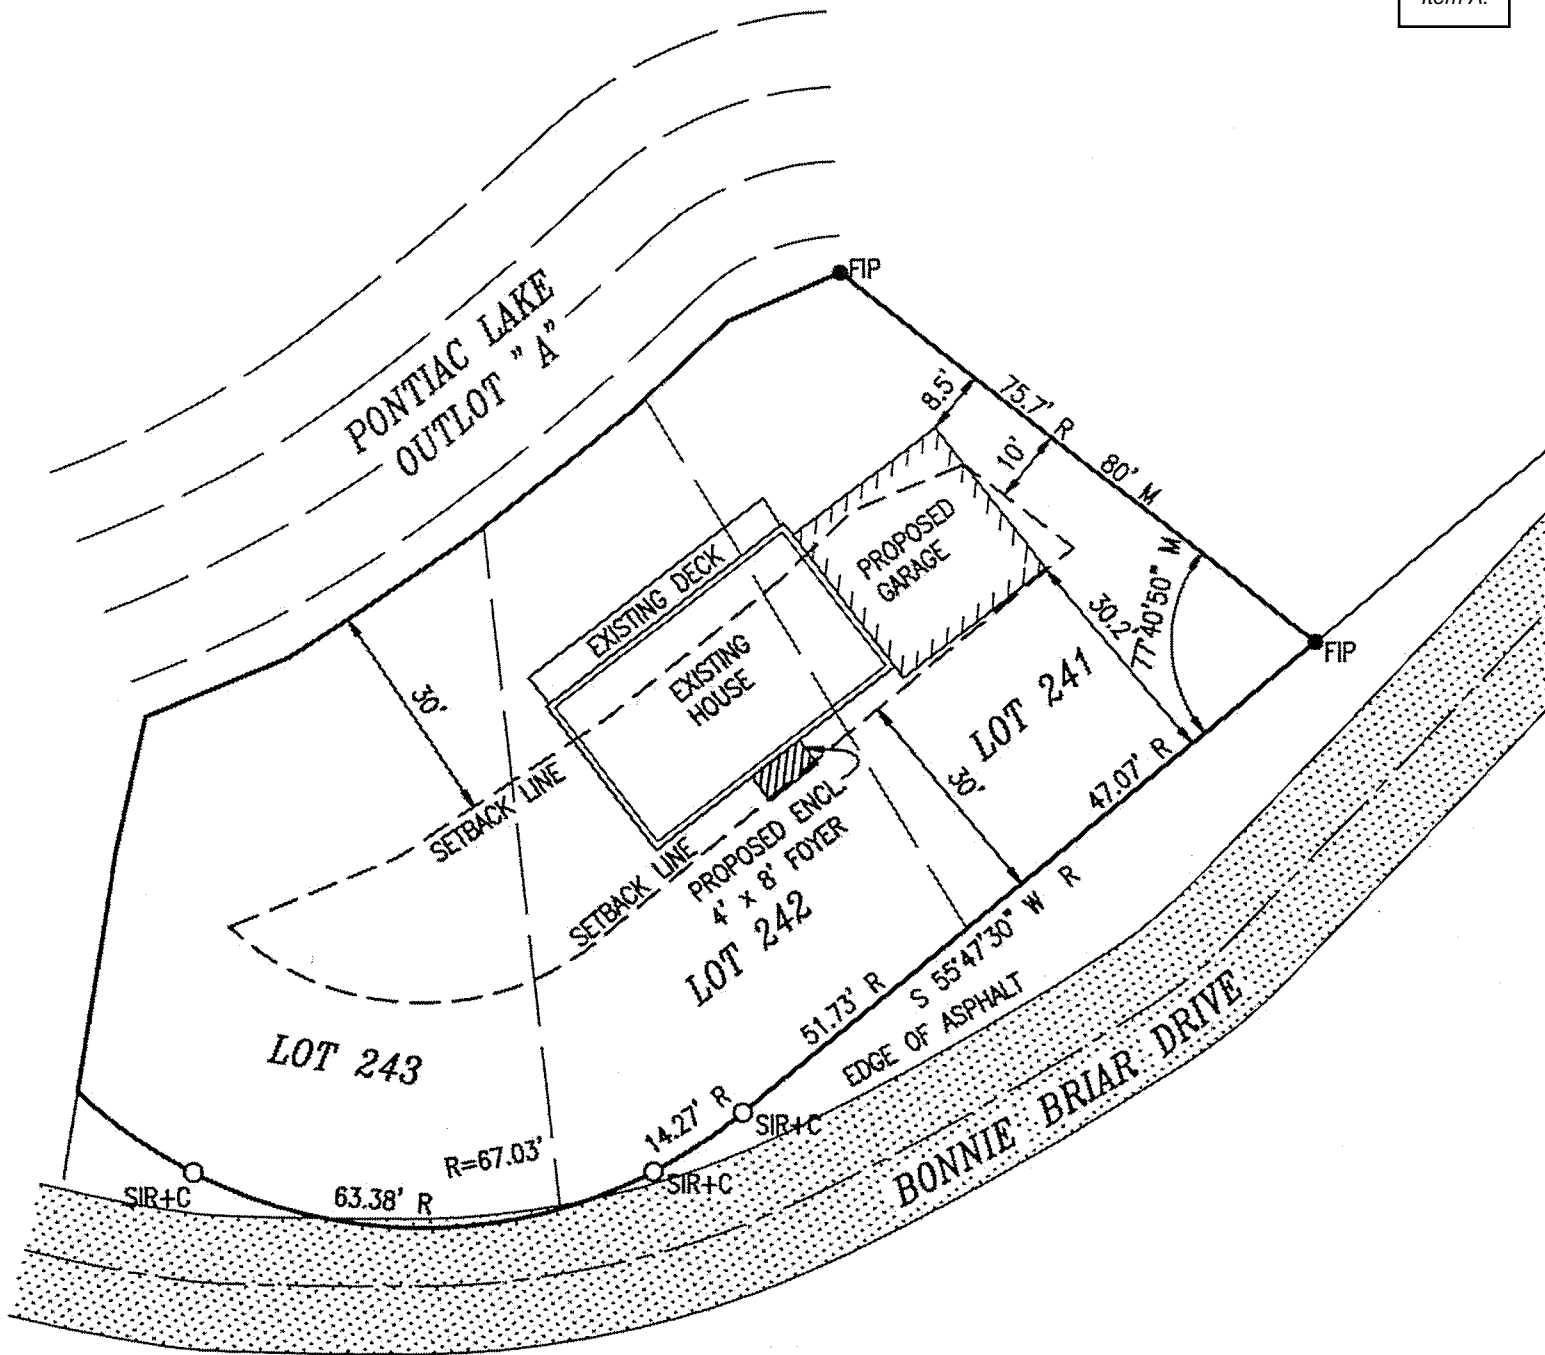 Item A.
PONTIAC LAKE
OUTLOT "A"
FIP
8.5'
75.7' R
10'
80' M
PROPOSED
GARAGE
EXISTING DECK
EXISTING
HOUSE
30.2'
77°40'50" M
FIP
30'
LOT 241
SETBACK LINE
30'
47.07' R
SETBACK LINE
PROPOSED ENCL.
4' x 8' FOYER
LOT 242
S 55°47'30" W R
51.73' R
EDGE OF ASPHALT
LOT 243
BONNIE BRIAR DRIVE
14.27' R
SIR+C
R=67.03'
SIR+C
SIR+C
63.38' R